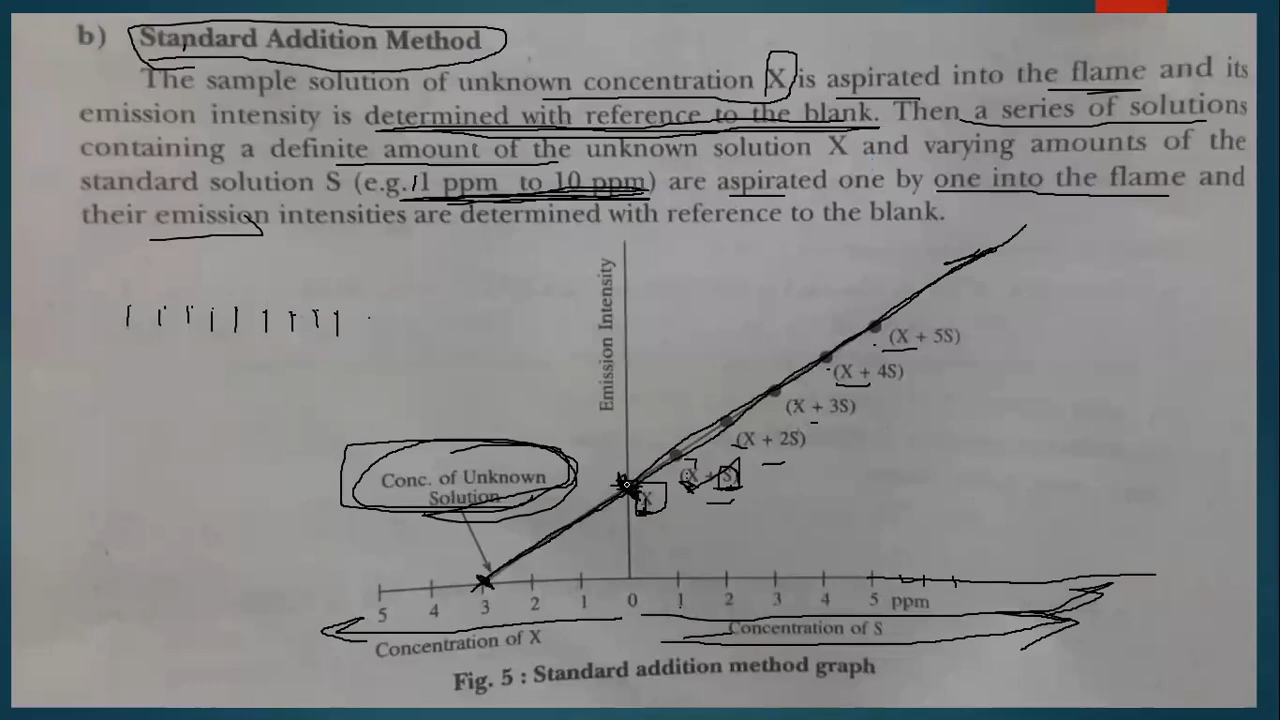 b) Standard Addition Method
The sample solution of unknown concentration X is aspirated into the flame and its
emission intensity is determined with reference to the blank. Then a series of solutions
containing a definite amount of the unknown solution X and varying amounts of the
standard solution S (e.g. 1 ppm to 10 ppm) are aspirated one by one into the flame and
their emission intensities are determined with reference to the blank.
Emission Intensity
(X + 5S)
(X + 4S)
(X + 3S)
(X + 2S)
(X + S)
X
Conc. of Unknown
Solution
5 4 3 2 1 0 1 2 3 4 5 ppm
Concentration of X
Concentration of S
Fig. 5 : Standard addition method graph